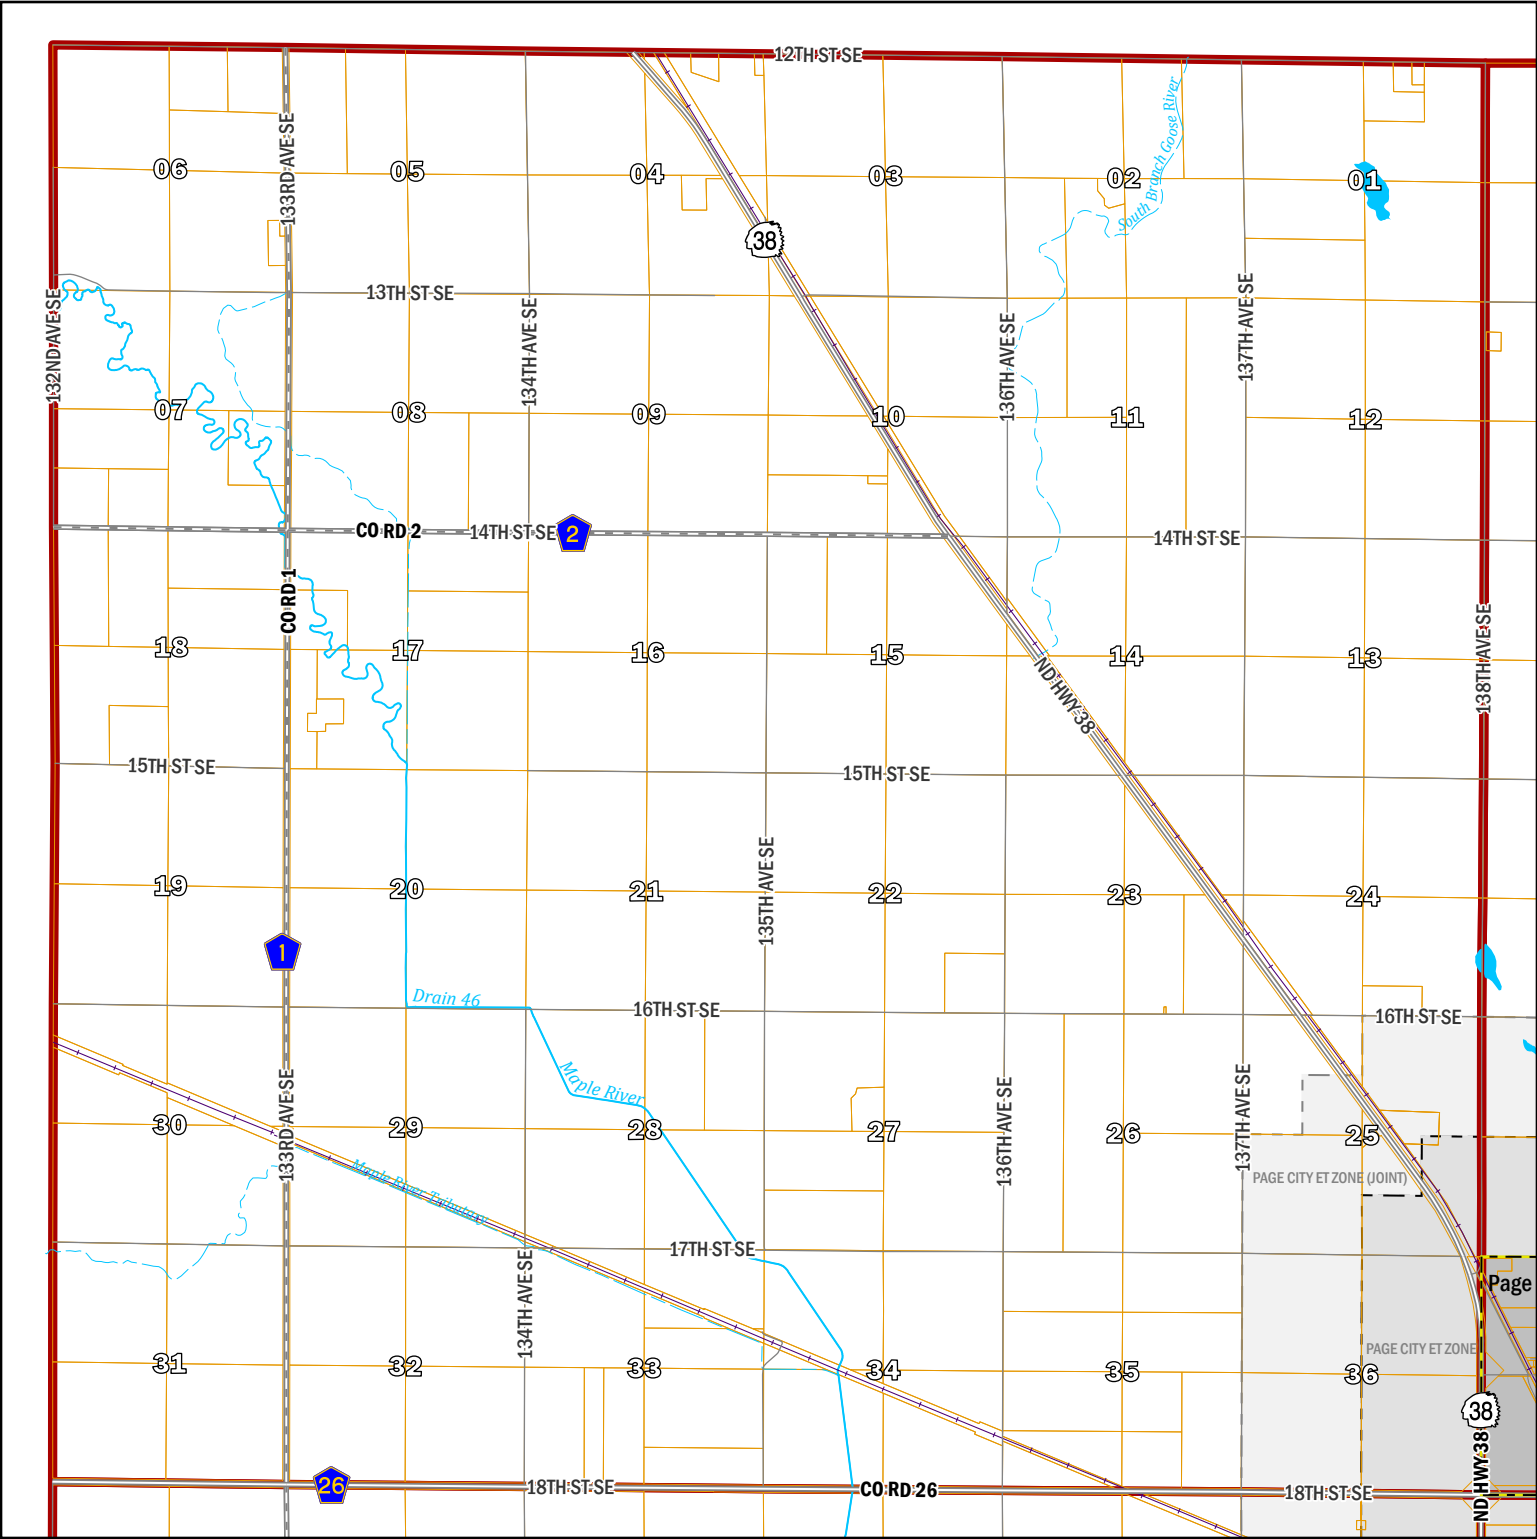 12TH ST SE
133RD AVE SE
South Branch Goose River
06
05
04
03
02
01
38
13TH ST SE
132ND AVE SE
134TH AVE SE
136TH AVE SE
137TH AVE SE
07
08
09
10
11
12
CO RD 2
14TH ST SE
2
14TH ST SE
CO RD 1
138TH AVE SE
18
17
16
15
14
13
ND HWY 38
15TH ST SE
15TH ST SE
19
20
21
22
23
24
135TH AVE SE
1
Drain 46
16TH ST SE
16TH ST SE
Maple River
133RD AVE SE
136TH AVE SE
137TH AVE SE
30
29
28
27
26
25
Maple River Tributary
PAGE CITY ET ZONE (JOINT)
17TH ST SE
134TH AVE SE
Page
PAGE CITY ET ZONE
31
32
33
34
35
36
38
ND HWY 38
26
18TH ST SE
CO RD 26
18TH ST SE